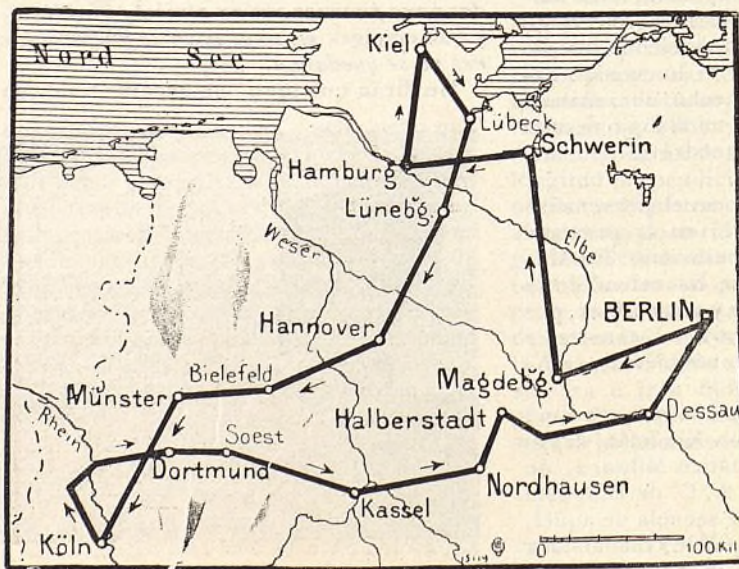 Nord See
Kiel
Lübeck
Schwerin
Hamburg
Lünebg.
Elbe
Weser
BERLIN
Hannover
Bielefeld
Magdebg
Münster
Halberstadt
Dessau
Rhein
Soest
Dortmund
Nordhausen
Kassel
Köln
0 100 Kil